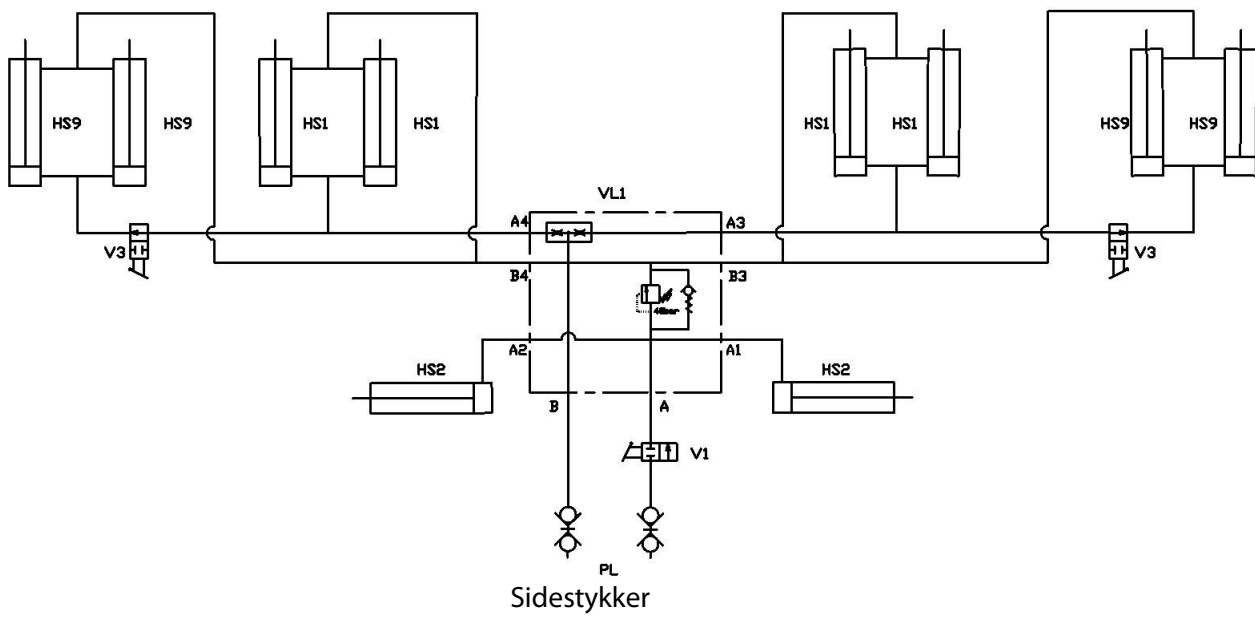 HS9
HS9
HS1
HS1
HS1
HS1
HS9
HS9
VL1
A4
A3
V3
V3
B4
B3
A2
A1
HS2
HS2
B
A
V1
PL
Sidestykker